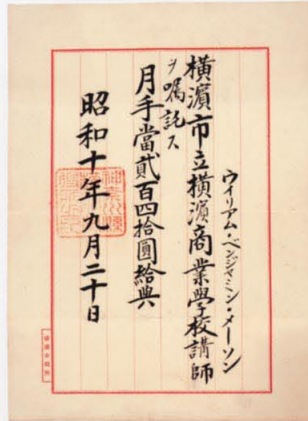 ウイリアム・ベンジャミン・メーソン
横濱市立横濱商業學校講師
ヲ嘱託ス
月手當貳百四拾圓給與
昭和十年九月二十日